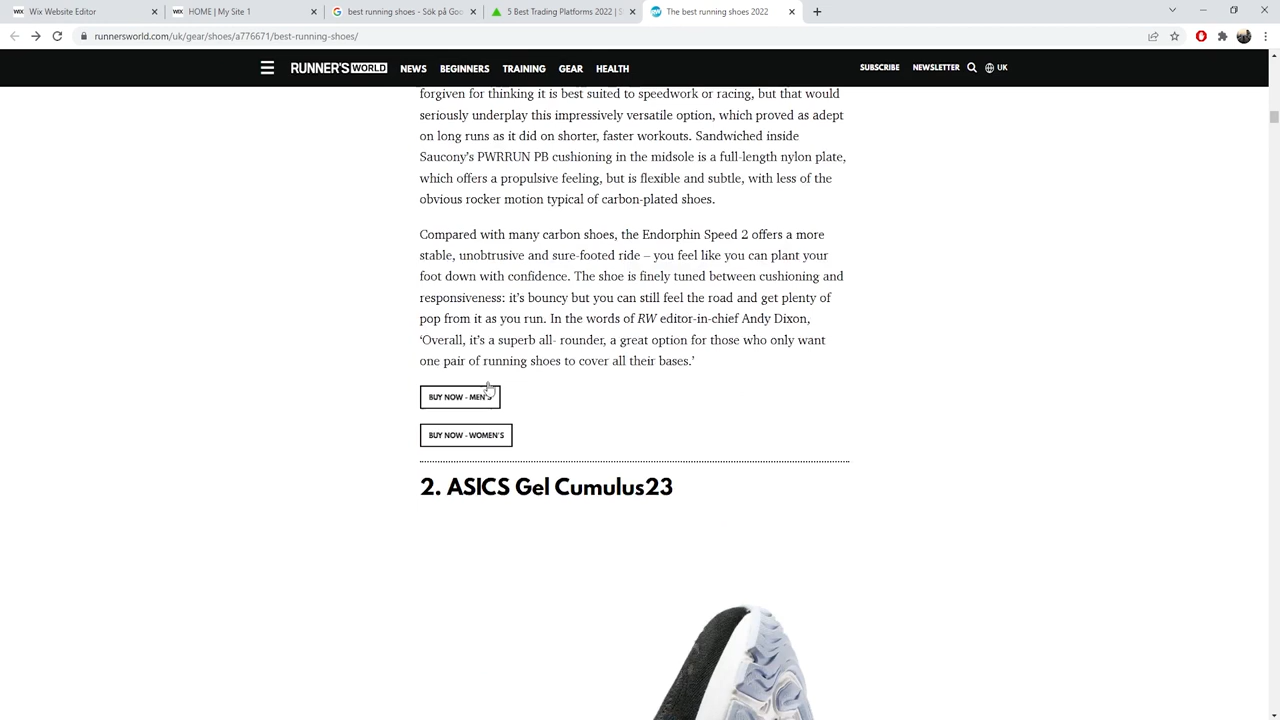 Wix Website Editor
WIX HOME | My Site 1
best running shoes - Sök på Goo
5 Best Trading Platforms 2022 | S
The best running shoes 2022
runnersworld.com/uk/gear/shoes/a776671/best-running-shoes/
RUNNER'S WORLD NEWS BEGINNERS TRAINING GEAR HEALTH SUBSCRIBE NEWSLETTER UK
forgiven for thinking it is best suited to speedwork or racing, but that would
seriously underplay this impressively versatile option, which proved as adept
on long runs as it did on shorter, faster workouts. Sandwiched inside
Saucony's PWRRUN PB cushioning in the midsole is a full-length nylon plate,
which offers a propulsive feeling, but is flexible and subtle, with less of the
obvious rocker motion typical of carbon-plated shoes.
Compared with many carbon shoes, the Endorphin Speed 2 offers a more
stable, unobtrusive and sure-footed ride – you feel like you can plant your
foot down with confidence. The shoe is finely tuned between cushioning and
responsiveness: it's bouncy but you can still feel the road and get plenty of
pop from it as you run. In the words of RW editor-in-chief Andy Dixon,
‘Overall, it's a superb all- rounder, a great option for those who only want
one pair of running shoes to cover all their bases.’
BUY NOW - MEN'S
BUY NOW - WOMEN'S
2. ASICS Gel Cumulus23